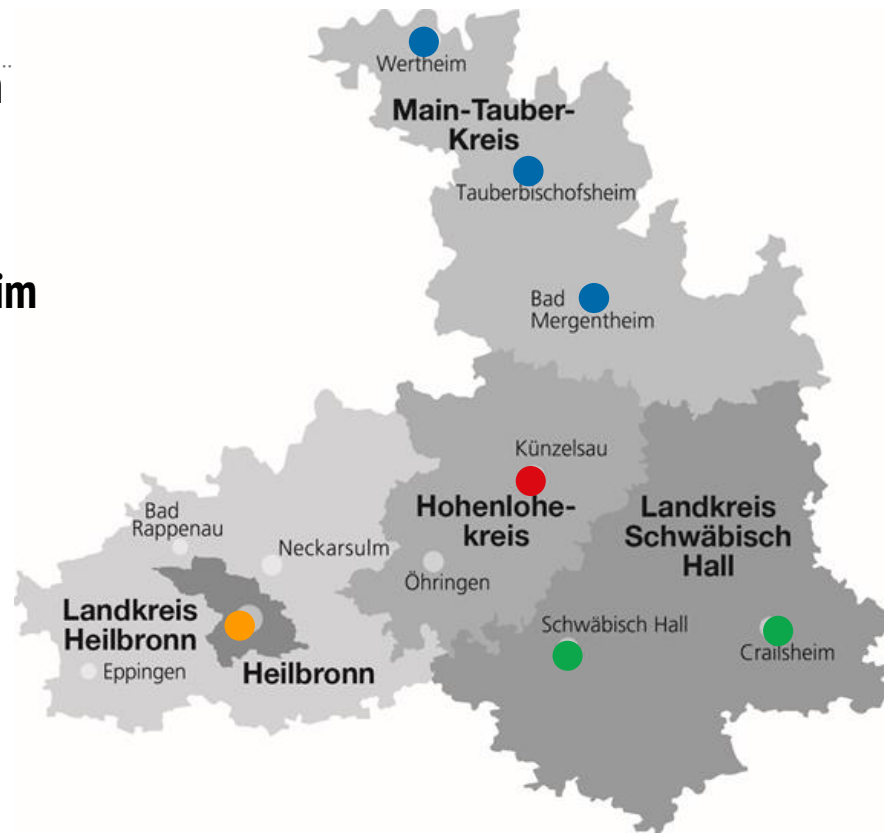 Wertheim
Main-Tauber-
Kreis
Tauberbischofsheim
im
Bad
Mergentheim
Künzelsau
Hohenlohe-
kreis
Landkreis
Schwäbisch
Hall
Bad
Rappenau
Neckarsulm
Öhringen
Landkreis
Heilbronn
Schwäbisch Hall
Crailsheim
Eppingen
Heilbronn